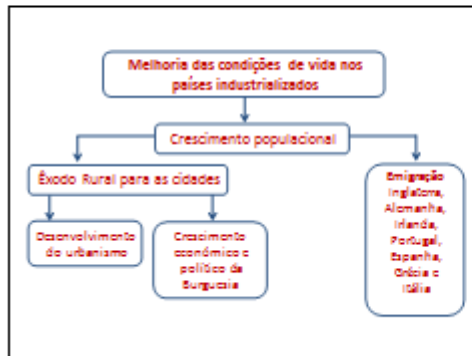 Melhoria das condições de vida nos
países industrializados
Crescimento populacional
Êxodo Rural para as cidades
Emigração
Inglaterra,
Alemanha,
Irlanda,
Portugal,
Espanha,
Grécia e
Itália
Desenvolvimento
do urbanismo
Crescimento
económico e
político da
Burguesia